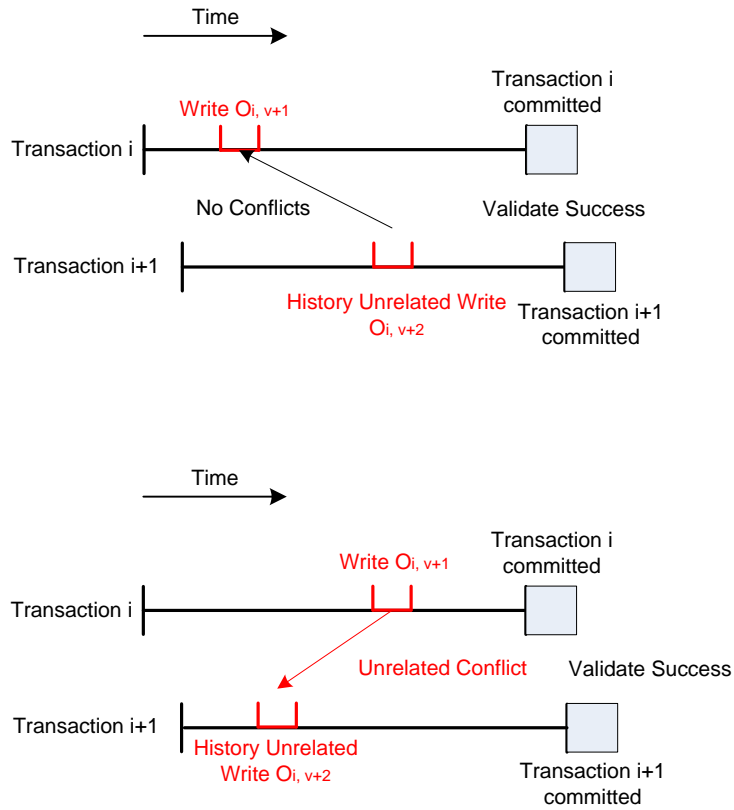 Time
Transaction i
committed
Write Oi, v+1
Transaction i
No Conflicts
Validate Success
Transaction i+1
History Unrelated Write
Oi, v+2
Transaction i+1
committed
Time
Transaction i
committed
Write Oi, v+1
Transaction i
Unrelated Conflict
Validate Success
Transaction i+1
History Unrelated
Write Oi, v+2
Transaction i+1
committed